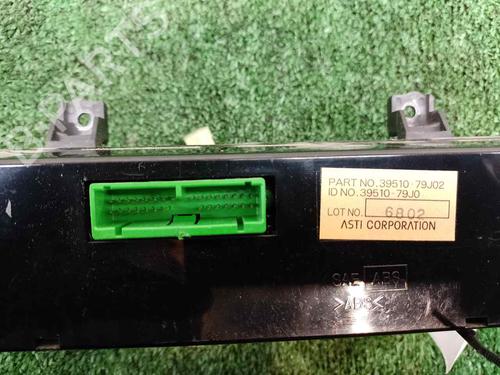 PART NO. 39510-79J02
ID NO. 39510-79J0
LOT NO. 6802
ASTI CORPORATION
SAE ABS
>ABS<